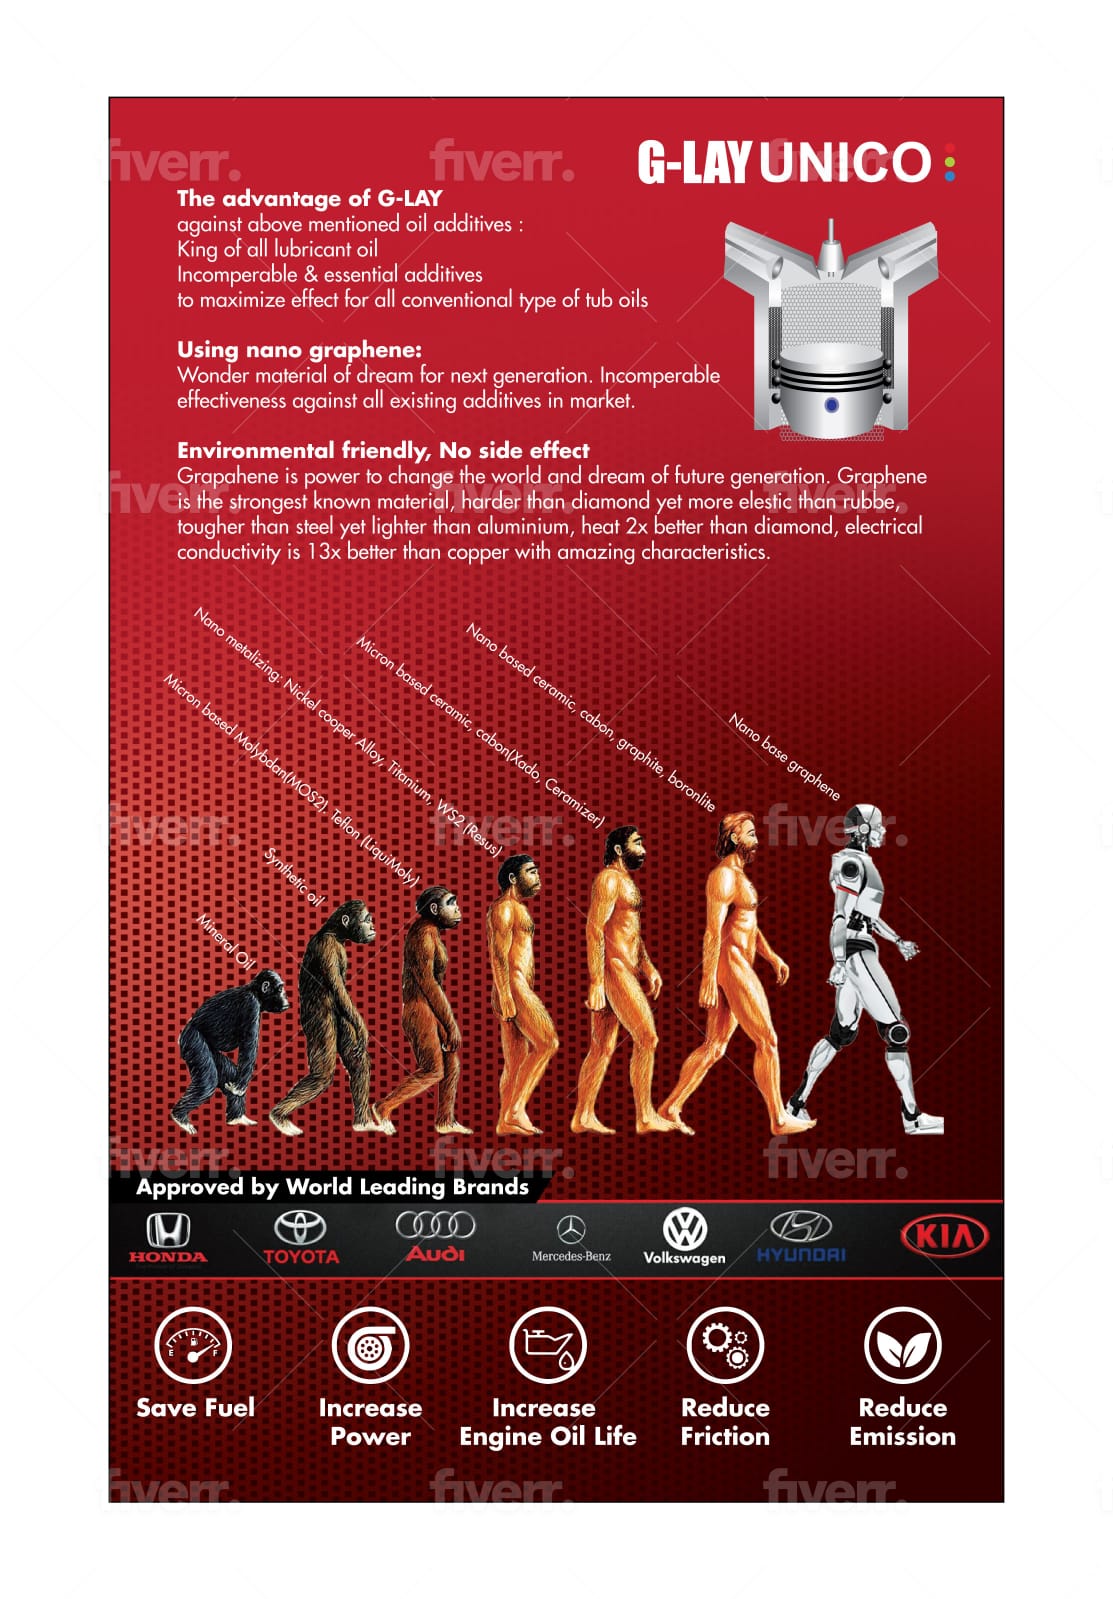 G-LAY UNICO
The advantage of G-LAY
against above mentioned oil additives :
King of all lubricant oil
Incomperable & essential additives
to maximize effect for all conventional type of tub oils
Using nano graphene:
Wonder material of dream for next generation. Incomperable
effectiveness against all existing additives in market.
Environmental friendly, No side effect
Grapahene is power to change the world and dream of future generation. Graphene
is the strongest known material, harder than diamond yet more elestic than rubbe,
tougher than steel yet lighter than aluminium, heat 2x better than diamond, electrical
conductivity is 13x better than copper with amazing characteristics.
Mineral Oil
Synthetic oil
Micron based Molybdan(MOS2), Teflon (LiquiMoly)
Nano metalizing: Nickel cooper Alloy, Titanium, WS2 (Resus)
Micron based ceramic, cabon(Xado, Ceramizer)
Nano based ceramic, cabon, graphite, boronlite
Nano base graphene
Approved by World Leading Brands
HONDA
TOYOTA
Audi
Mercedes-Benz
Volkswagen
HYUNDAI
KIA
E F
Save Fuel
Increase
Power
Increase
Engine Oil Life
Reduce
Friction
Reduce
Emission
fiverr. fiverr. fiverr.
fiverr. fiverr. fiverr.
fiverr. fiverr. fiverr.
fiverr. fiverr. fiverr.
fiverr. fiverr. fiverr.